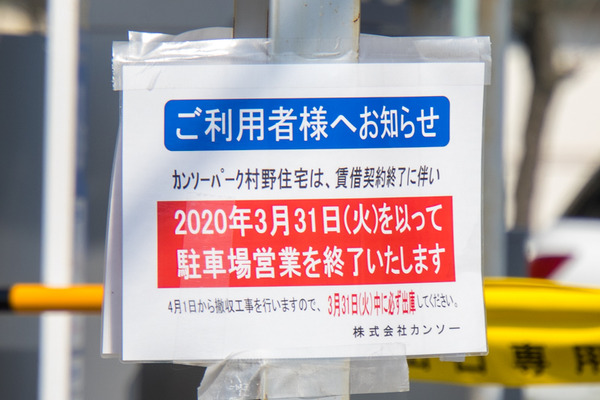 ご利用者様へお知らせ
カンソーパーク村野住宅は、賃借契約終了に伴い
2020年3月31日(火)を以って
駐車場営業を終了いたします
4月1日から撤収工事を行いますので、3月31日(火)中に必ず出庫してください。
株式会社カンソー
専用